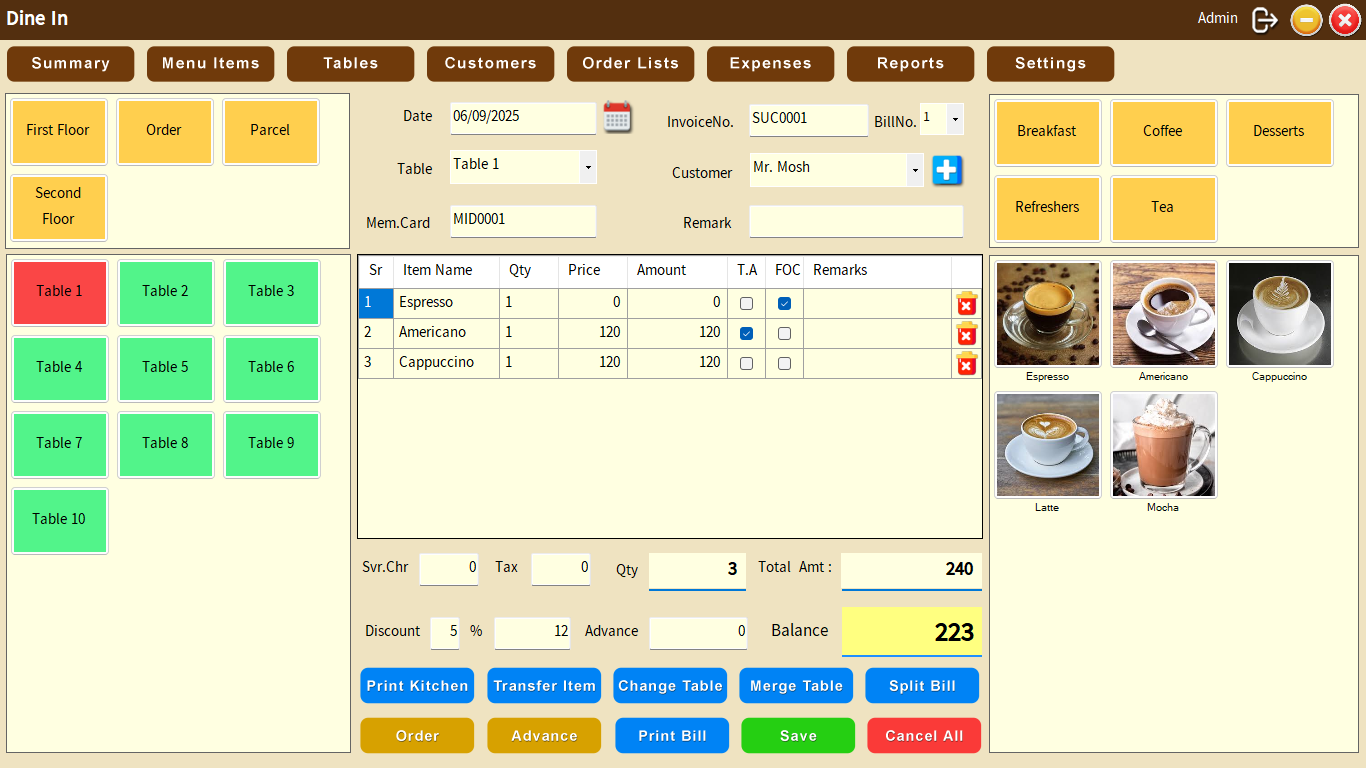 Dine In
Admin
Summary
Menu Items
Tables
Customers
Order Lists
Expenses
Reports
Settings
First Floor
Order
Parcel
Second
Floor
Date
06/09/2025
InvoiceNo.
SUC0001
BillNo.
1
Table
Table 1
Customer
Mr. Mosh
Mem.Card
MID0001
Remark
Breakfast
Coffee
Desserts
Refreshers
Tea
Table 1
Table 2
Table 3
Table 4
Table 5
Table 6
Table 7
Table 8
Table 9
Table 10
Sr Item Name Qty Price Amount T.A FOC Remarks
1 Espresso 1 0 0
2 Americano 1 120 120
3 Cappuccino 1 120 120
Espresso
Americano
Cappuccino
Latte
Mocha
Svr.Chr 0 Tax 0 Qty 3 Total Amt : 240
Discount 5 % 12 Advance 0 Balance 223
Print Kitchen
Transfer Item
Change Table
Merge Table
Split Bill
Order
Advance
Print Bill
Save
Cancel All